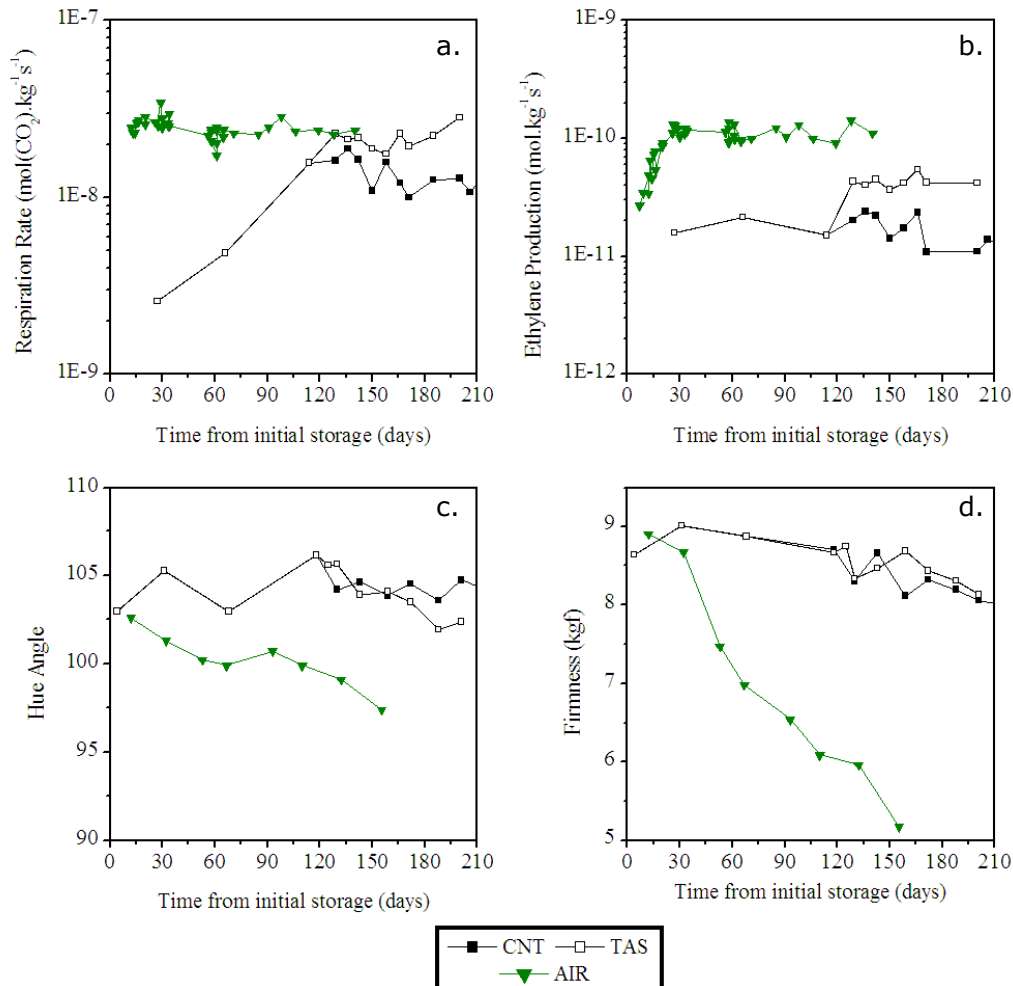 a.
Respiration Rate (mol(CO₂).kg⁻¹s⁻¹)
1E-7
1E-8
1E-9
0 30 60 90 120 150 180 210
Time from initial storage (days)
b.
Ethylene Production (mol.kg⁻¹s⁻¹)
1E-9
1E-10
1E-11
1E-12
0 30 60 90 120 150 180 210
Time from initial storage (days)
c.
Hue Angle
110
105
100
95
90
0 30 60 90 120 150 180 210
Time from initial storage (days)
d.
Firmness (kgf)
9
8
7
6
5
0 30 60 90 120 150 180 210
Time from initial storage (days)
CNT TAS
AIR